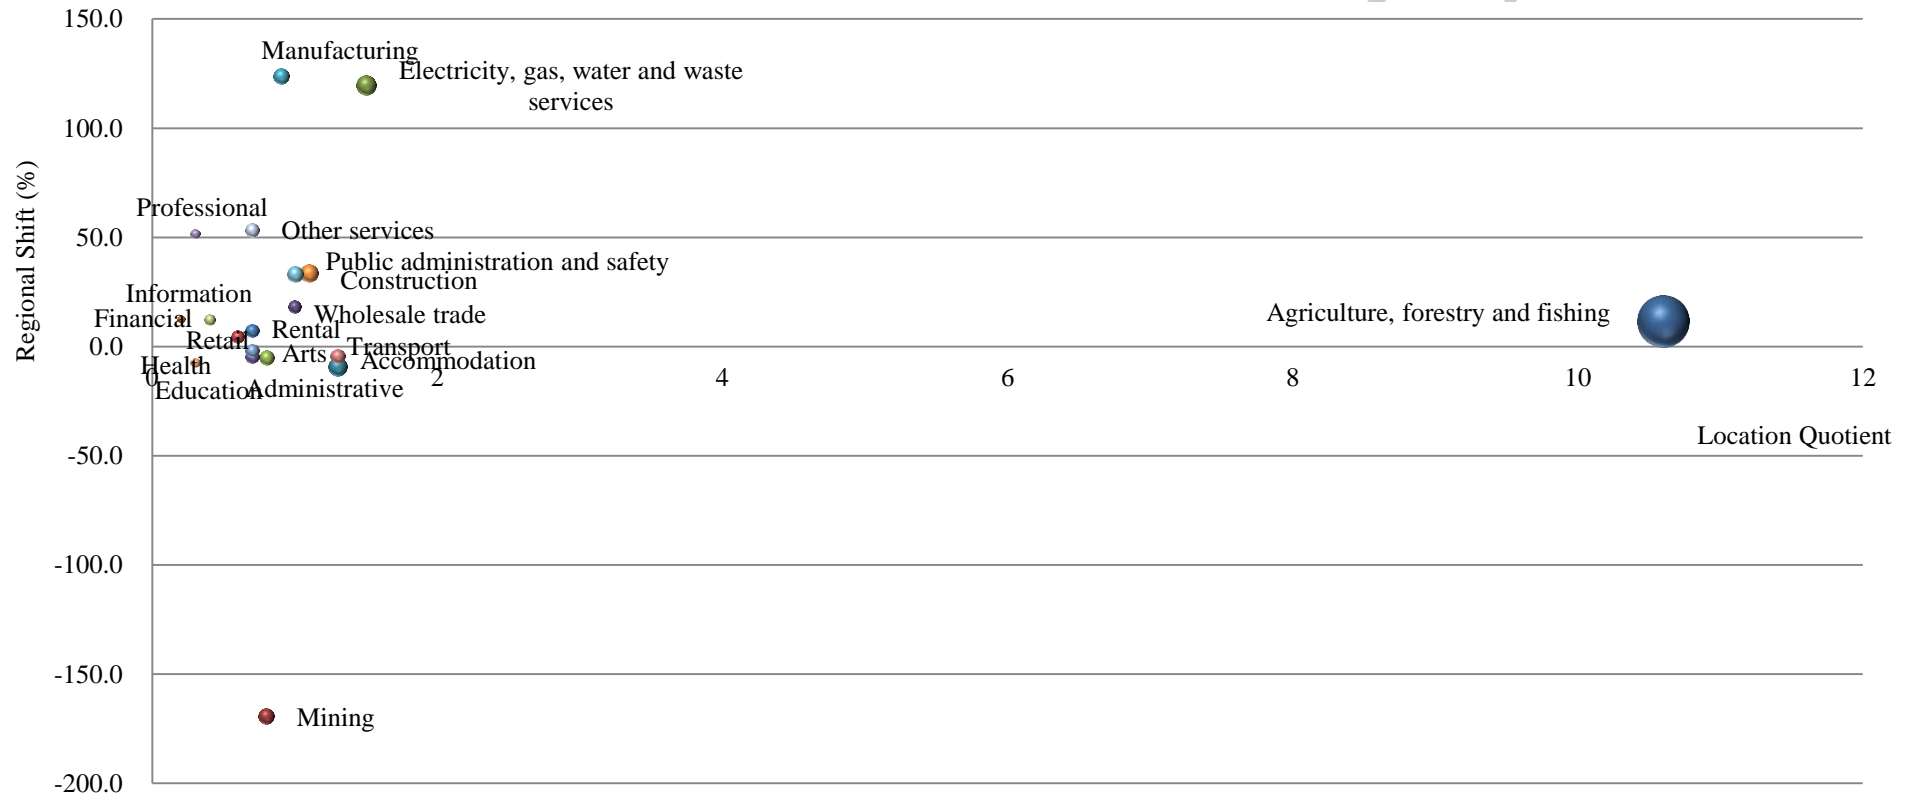 150.0
Manufacturing
Electricity, gas, water and waste
services
100.0
Professional
Other services
50.0
Public administration and safety
Construction
Information
Wholesale trade
Financial
Agriculture, forestry and fishing
Rental
Retail
0.0
Arts
Transport
Accommodation
Health
Education
Administrative
0
2
4
6
8
10
12
Regional Shift (%)
Location Quotient
-50.0
-100.0
-150.0
Mining
-200.0